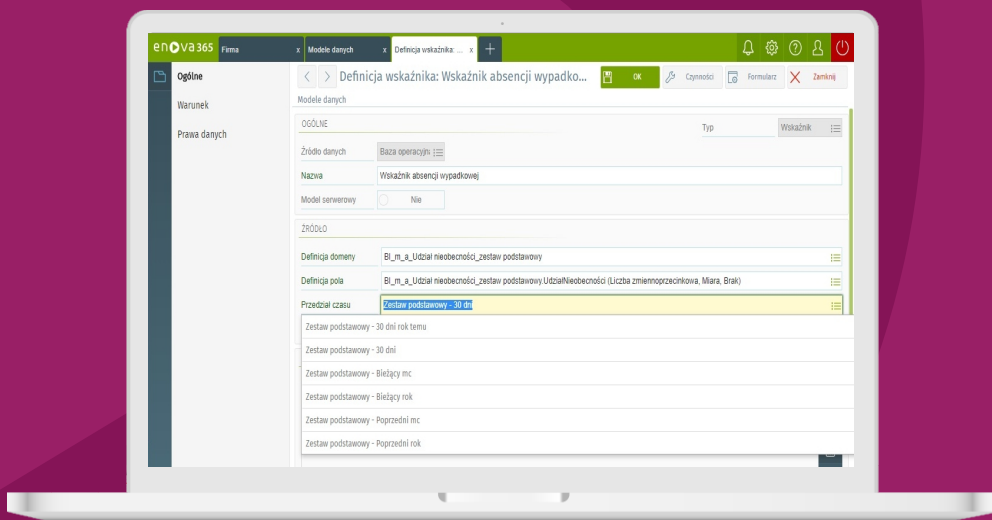 enova365 Firma x Modele danych x Definicja wskaźnika: ... x
Ogólne
Warunek
Prawa danych
Definicja wskaźnika: Wskaźnik absencji wypadko... OK Czynności Formularz Zamknij
Modele danych
OGÓLNE
Typ Wskaźnik
Źródło danych Baza operacyjn
Nazwa Wskaźnik absencji wypadkowej
Model serwerowy Nie
ŹRÓDŁO
Definicja domeny BI_m_a_Udział nieobecności_zestaw podstawowy
Definicja pola BI_m_a_Udział nieobecności_zestaw podstawowy.UdziałNieobecności (Liczba zmiennoprzecinkowa, Miara, Brak)
Przedział czasu Zestaw podstawowy - 30 dni
Zestaw podstawowy - 30 dni rok temu
Zestaw podstawowy - 30 dni
Zestaw podstawowy - Bieżący mc
Zestaw podstawowy - Bieżący rok
Zestaw podstawowy - Poprzedni mc
Zestaw podstawowy - Poprzedni rok